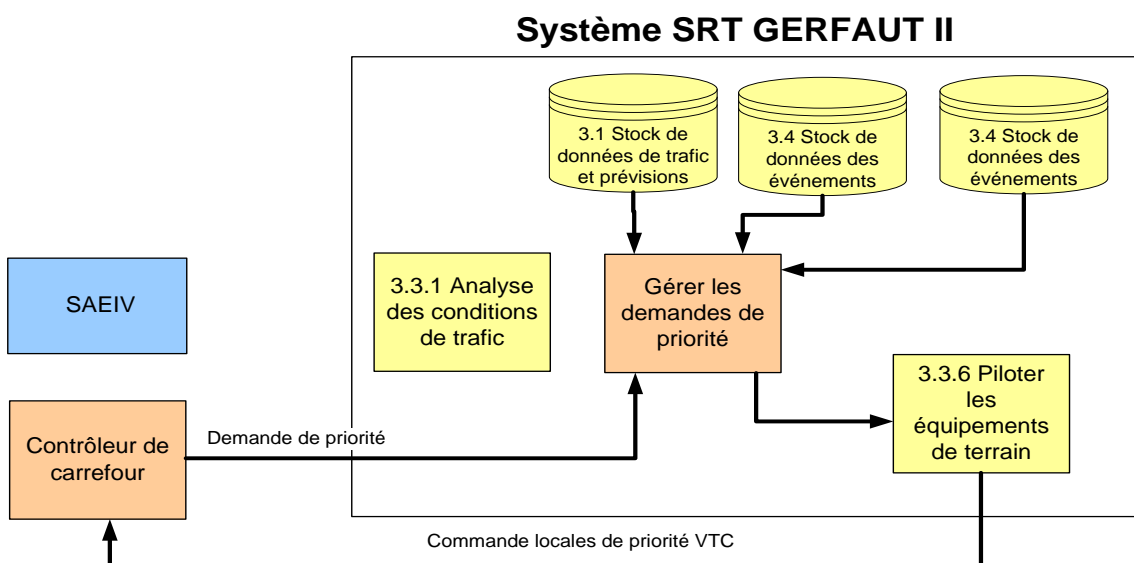 Système SRT GERFAUT II
3.1 Stock de
données de trafic
et prévisions
3.4 Stock de
données des
événements
3.4 Stock de
données des
événements
SAEIV
3.3.1 Analyse
des conditions
de trafic
Gérer les
demandes de
priorité
3.3.6 Piloter
les
équipements
de terrain
Contrôleur de
carrefour
Demande de priorité
Commande locales de priorité VTC